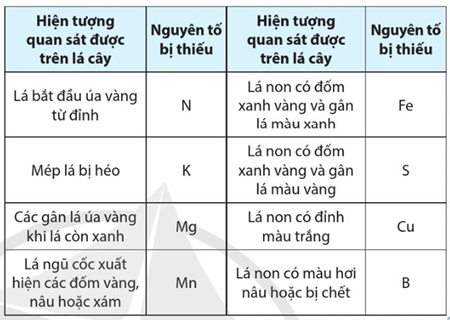 Hiện tượng
quan sát được
trên lá cây
Nguyên tố
bị thiếu
Hiện tượng
quan sát được
trên lá cây
Nguyên tố
bị thiếu
Lá bắt đầu úa vàng
từ đỉnh
N
Lá non có đốm
xanh vàng và gân
lá màu xanh
Fe
Mép lá bị héo
K
Lá non có đốm
xanh vàng và gân
lá màu vàng
S
Các gân lá úa vàng
khi lá còn xanh
Mg
Lá non có đỉnh
màu trắng
Cu
Lá ngũ cốc xuất
hiện các đốm vàng,
nâu hoặc xám
Mn
Lá non có màu hơi
nâu hoặc bị chết
B